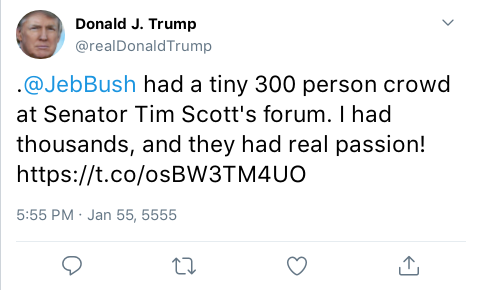 Donald J. Trump
@realDonaldTrump
.@JebBush had a tiny 300 person crowd
at Senator Tim Scott's forum. I had
thousands, and they had real passion!
https://t.co/osBW3TM4UO
5:55 PM · Jan 55, 5555